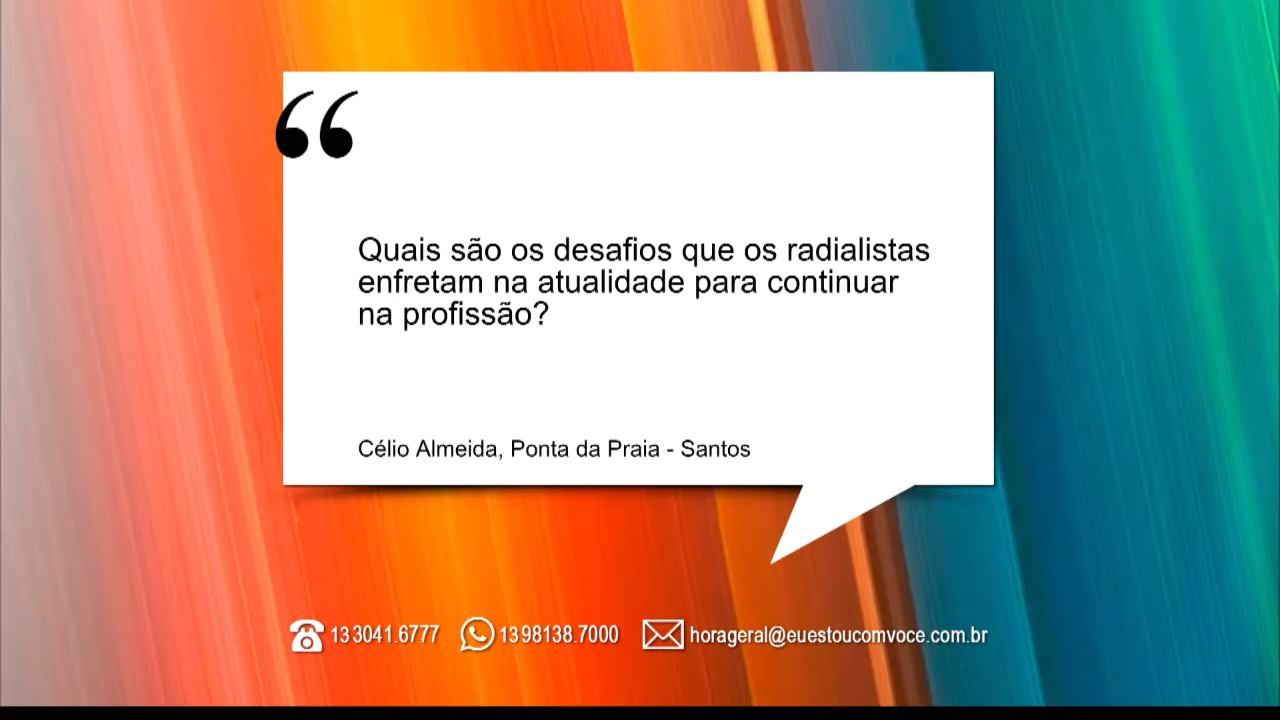 “
Quais são os desafios que os radialistas
enfretam na atualidade para continuar
na profissão?
Célio Almeida, Ponta da Praia - Santos
13 3041.6777 13 98138.7000 horageral@euestoucomvoce.com.br